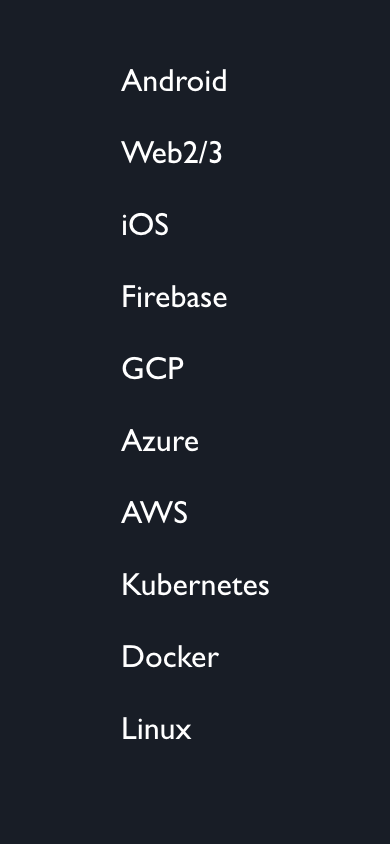 Android
Web2/3
iOS
Firebase
GCP
Azure
AWS
Kubernetes
Docker
Linux